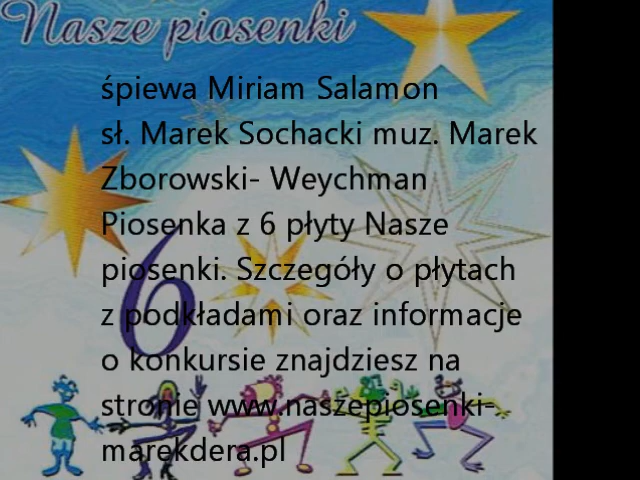 Nasze piosenki
śpiewa Miriam Salamon
sł. Marek Sochacki muz. Marek
Zborowski- Weychman
Piosenka z 6 płyty Nasze
piosenki. Szczegóły o płytach
z podkładami oraz informacje
o konkursie znajdziesz na
stronie www.naszepiosenki-
marekdera.pl
6